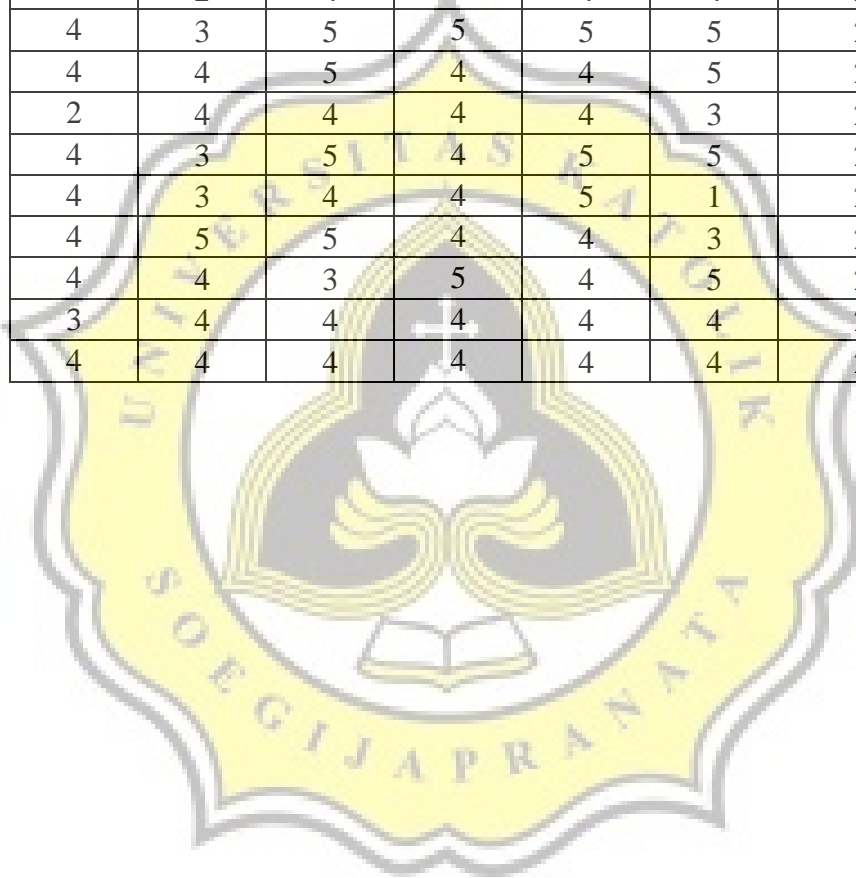 4 3 5 5 5 5
4 4 5 4 4 5
2 4 4 4 4 3
4 3 5 4 5 5
4 3 4 4 5 1
4 5 5 4 4 3
4 4 3 5 4 5
3 4 4 4 4 4
4 4 4 4 4 4
UNIVERSITAS KATOLIK
SOEGIJAPRANATA